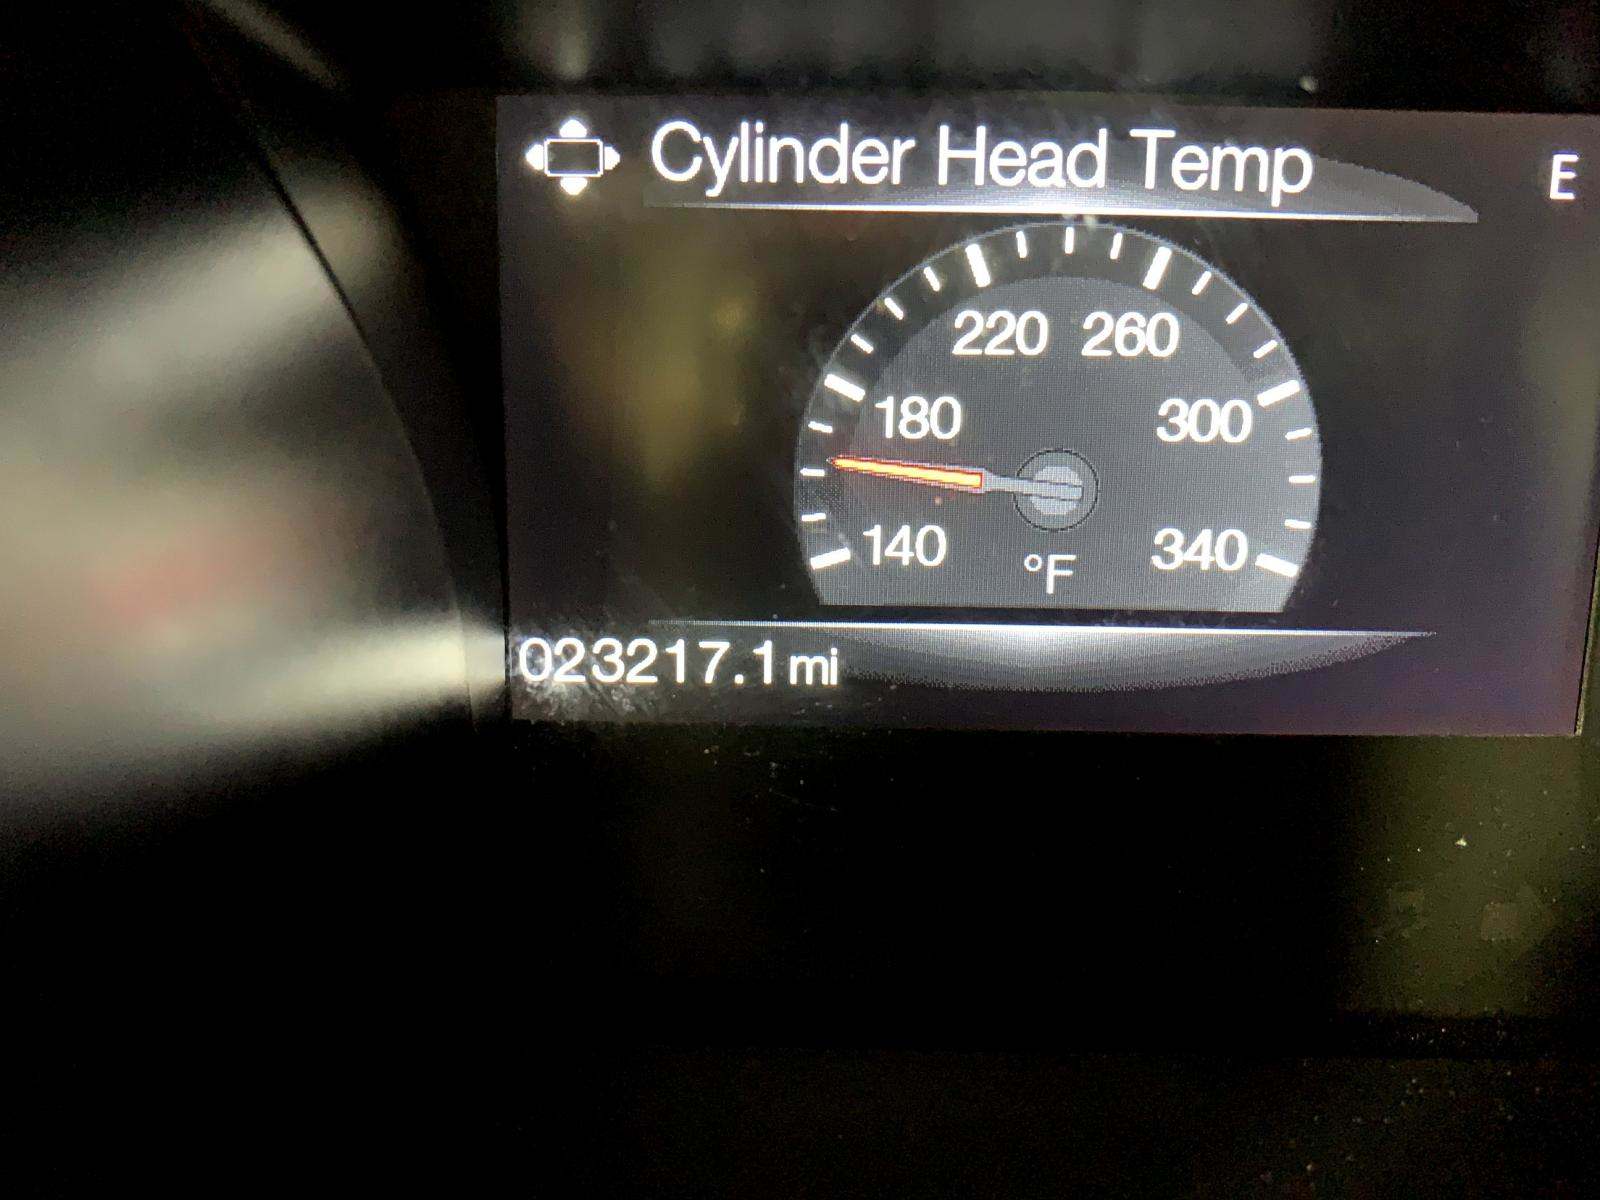 Cylinder Head Temp
E
220 260
180 300
140 340
°F
023217.1 mi